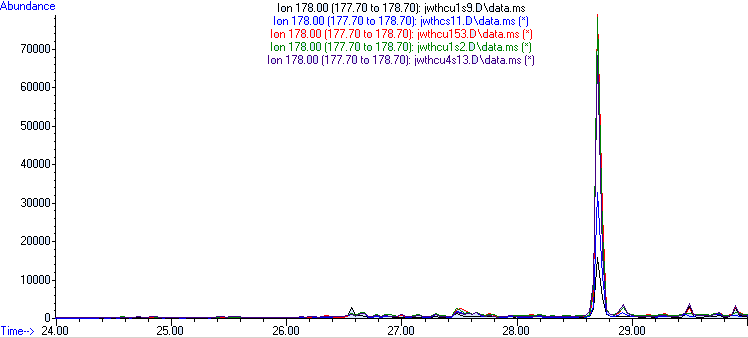 Abundance
Ion 178.00 (177.70 to 178.70): jwthcu1s9.D\data.ms
Ion 178.00 (177.70 to 178.70): jwthcs11.D\data.ms (*)
Ion 178.00 (177.70 to 178.70): jwthcu153.D\data.ms (*)
Ion 178.00 (177.70 to 178.70): jwthcu1s2.D\data.ms (*)
Ion 178.00 (177.70 to 178.70): jwthcu4s13.D\data.ms (*)
70000
60000
50000
40000
30000
20000
10000
0
Time-->
24.00 25.00 26.00 27.00 28.00 29.00